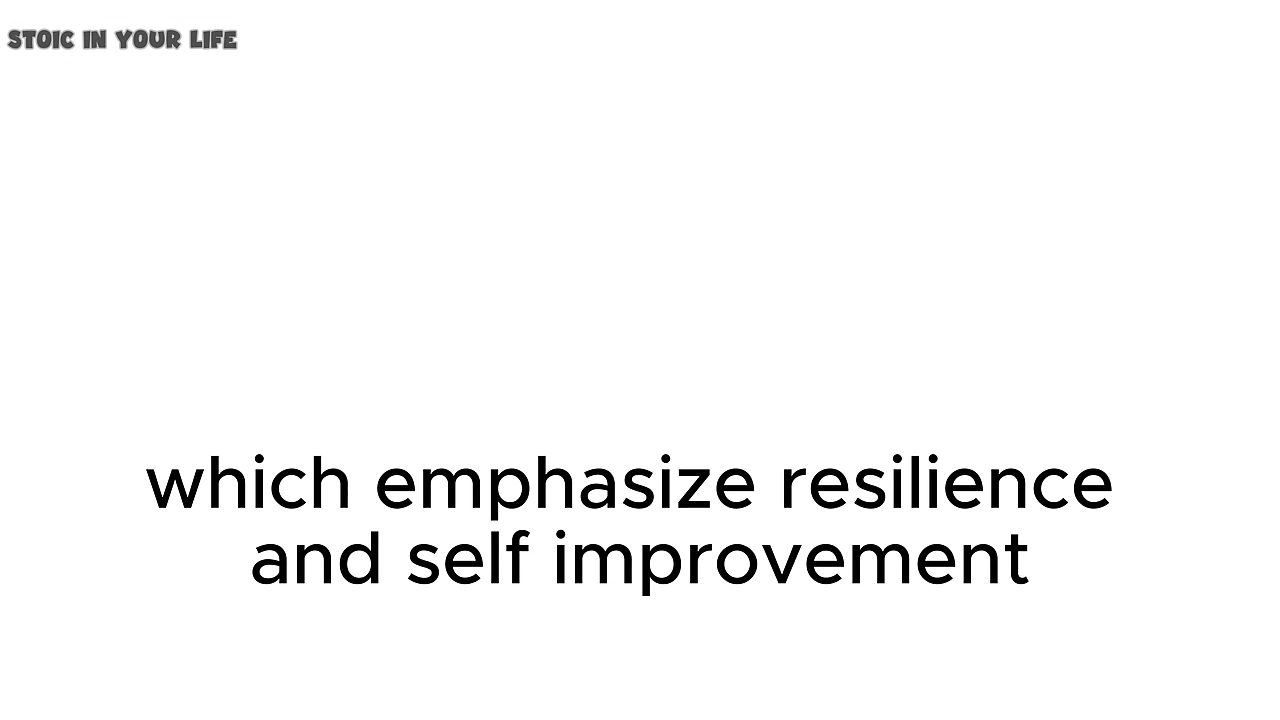 STOIC IN YOUR LIFE
which emphasize resilience
and self improvement